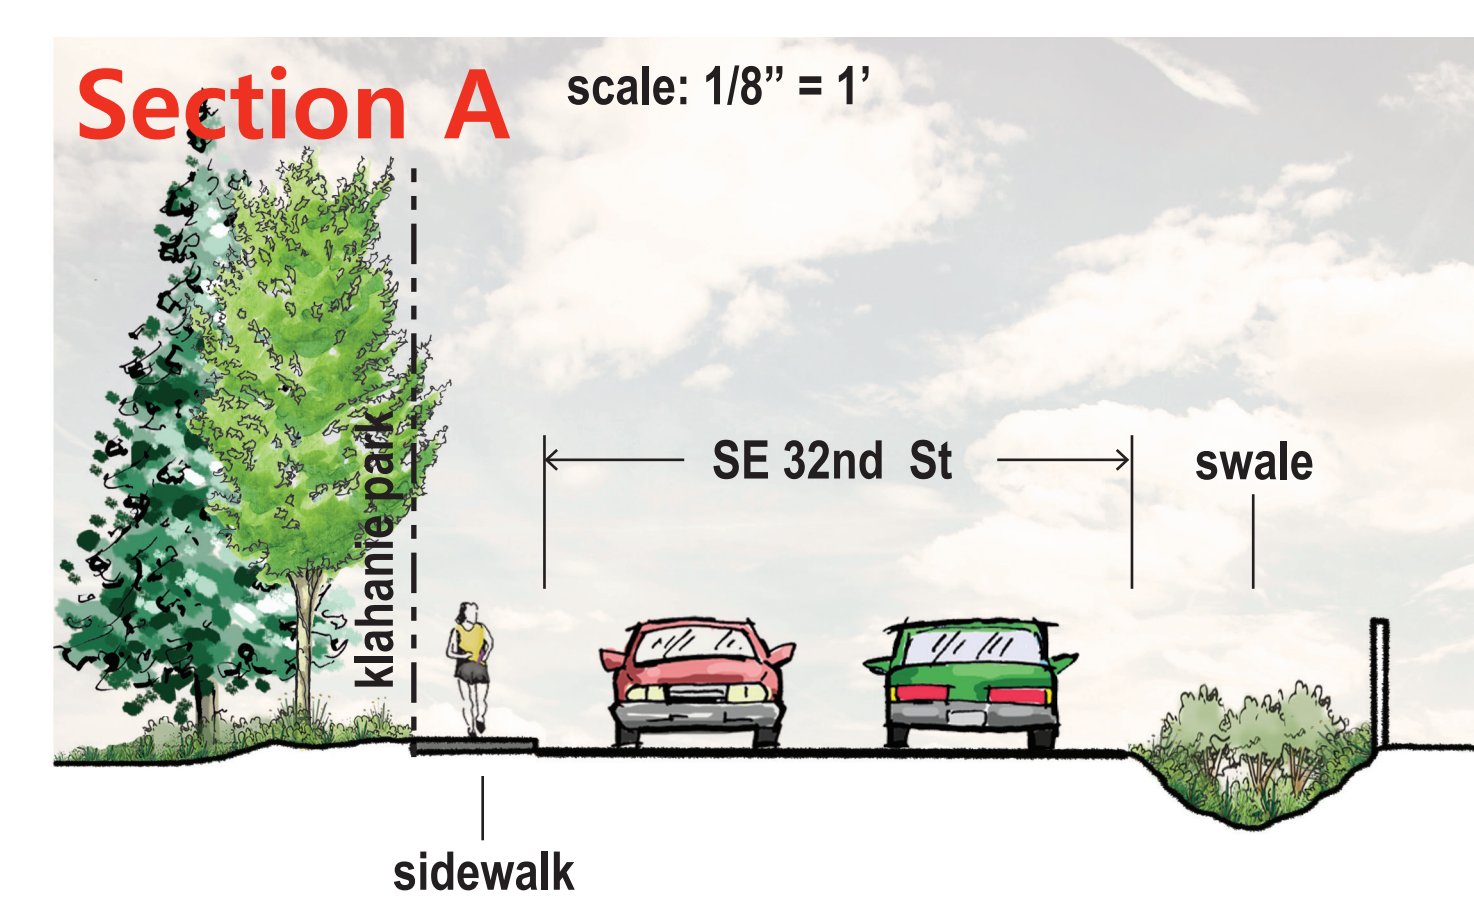 Section A
scale: 1/8” = 1’
klahanie park
SE 32nd St
swale
sidewalk